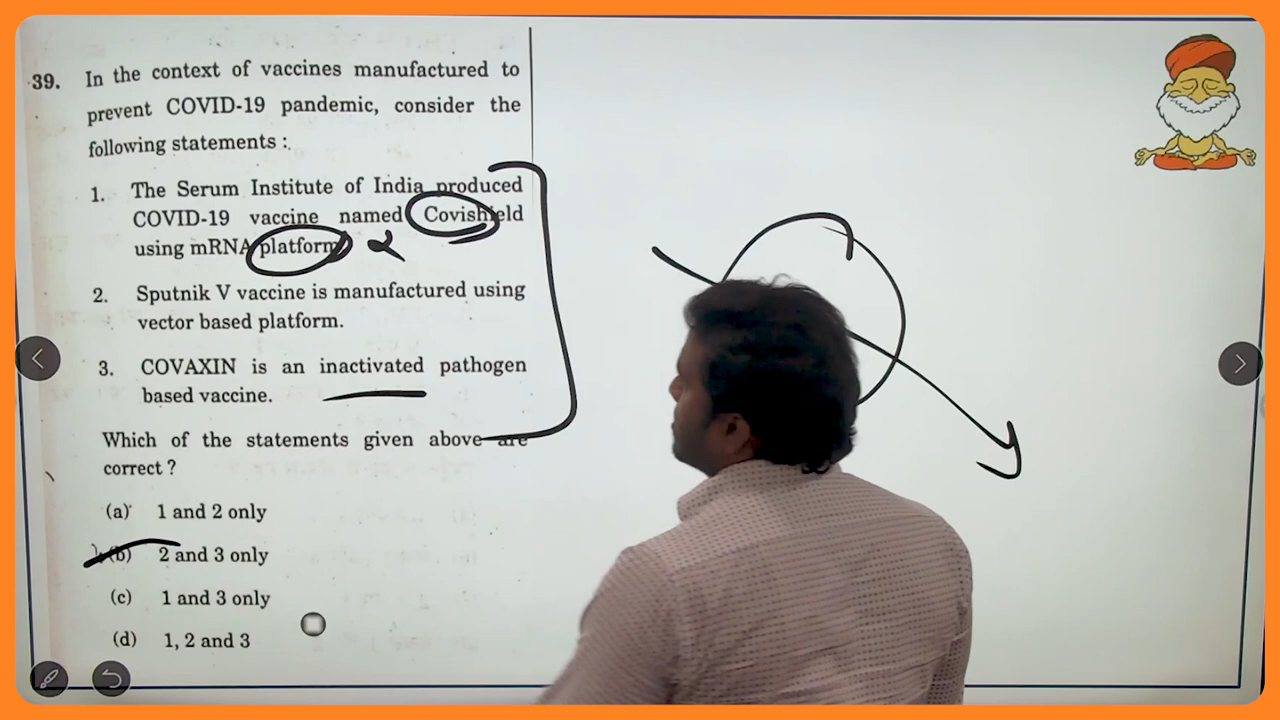 39. In the context of vaccines manufactured to
prevent COVID-19 pandemic, consider the
following statements :
1. The Serum Institute of India produced
COVID-19 vaccine named Covishield
using mRNA platform
2. Sputnik V vaccine is manufactured using
vector based platform.
3. COVAXIN is an inactivated pathogen
based vaccine.
Which of the statements given above are
correct ?
(a) 1 and 2 only
(b) 2 and 3 only
(c) 1 and 3 only
(d) 1, 2 and 3